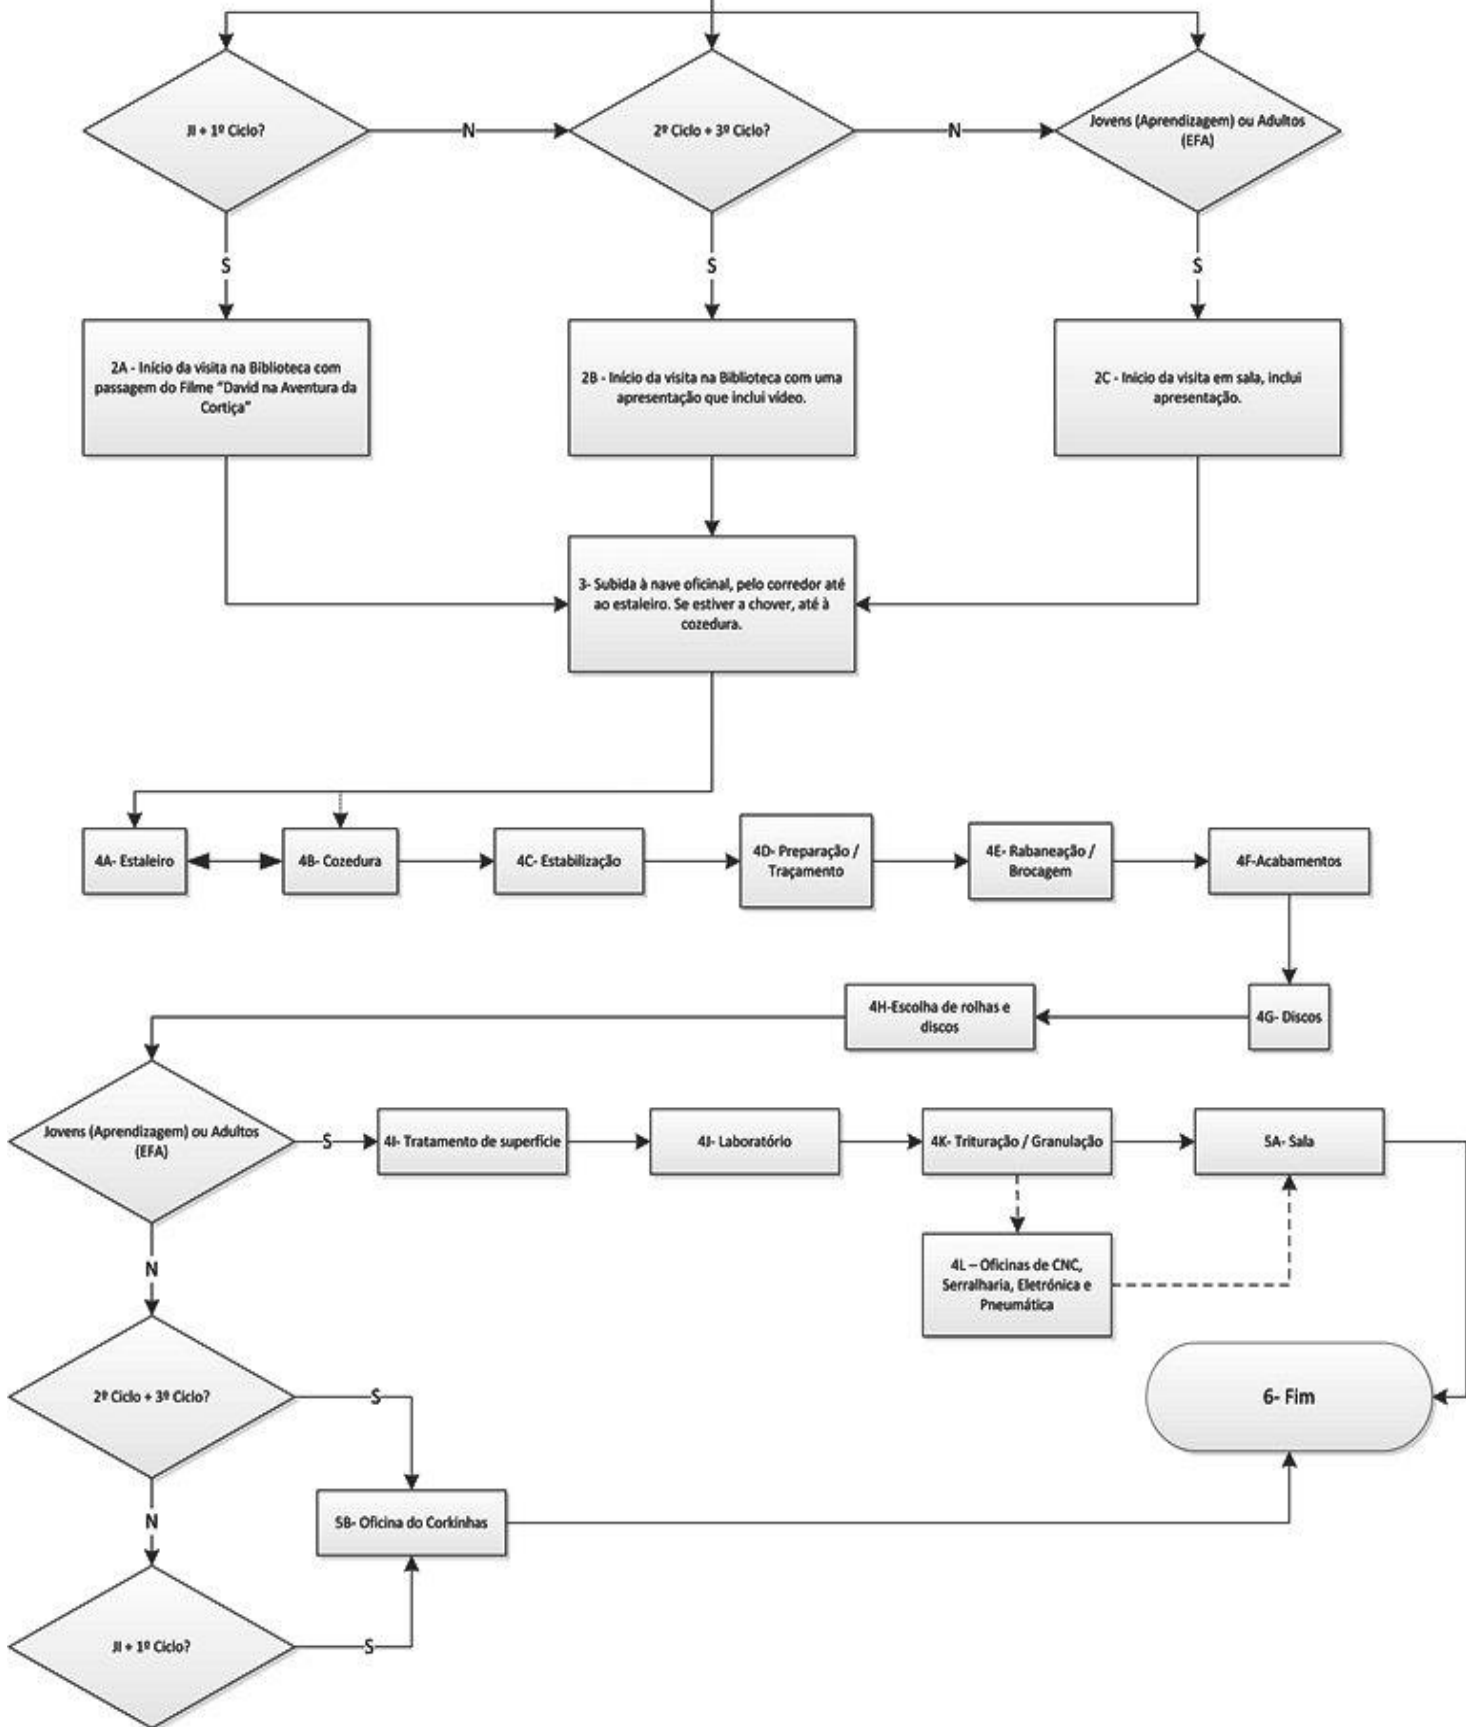 JI + 1º Ciclo?
N
2º Ciclo + 3º Ciclo?
N
Jovens (Aprendizagem) ou Adultos
(EFA)
S
S
S
2A - Início da visita na Biblioteca com
passagem do Filme “David na Aventura da
Cortiça”
2B - Início da visita na Biblioteca com uma
apresentação que inclui vídeo.
2C - Início da visita em sala, inclui
apresentação.
3- Subida à nave oficinal, pelo corredor até
ao estaleiro. Se estiver a chover, até à
cozedura.
4A- Estaleiro
4B- Cozedura
4C- Estabilização
4D- Preparação /
Traçamento
4E- Rabaneação /
Brocagem
4F-Acabamentos
4G- Discos
4H-Escolha de rolhas e
discos
Jovens (Aprendizagem) ou Adultos
(EFA)
S
4I- Tratamento de superfície
4J- Laboratório
4K- Trituração / Granulação
5A- Sala
4L – Oficinas de CNC,
Serralharia, Eletrónica e
Pneumática
N
2º Ciclo + 3º Ciclo?
S
6- Fim
N
5B- Oficina do Corkinhas
JI + 1º Ciclo?
S